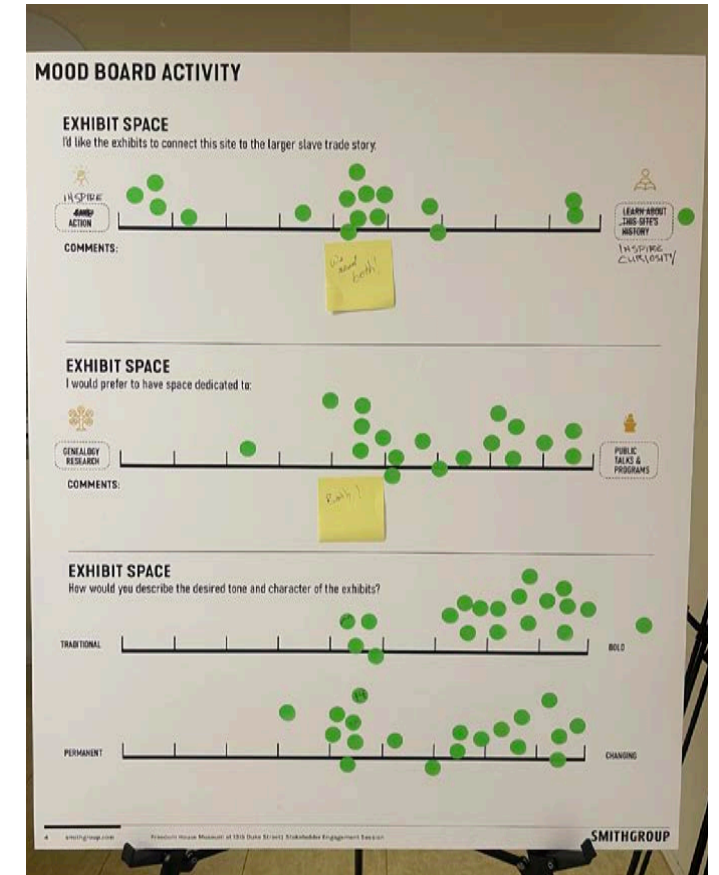 MOOD BOARD ACTIVITY
EXHIBIT SPACE
I'd like the exhibits to connect this site to the larger slave trade story.
INSPIRE
ACTION
LEARN ABOUT
THIS SITE'S
HISTORY
INSPIRE
CURIOSITY
COMMENTS:
We
need
both!
EXHIBIT SPACE
I would prefer to have space dedicated to:
GENEALOGY
RESEARCH
PUBLIC
TALKS &
PROGRAMS
COMMENTS:
Both!
EXHIBIT SPACE
How would you describe the desired tone and character of the exhibits?
TRADITIONAL
BOLD
PERMANENT
CHANGING
4 smithgroup.com Freedom House Museum at 1315 Duke Street| Stakeholder Engagement Session
SMITHGROUP